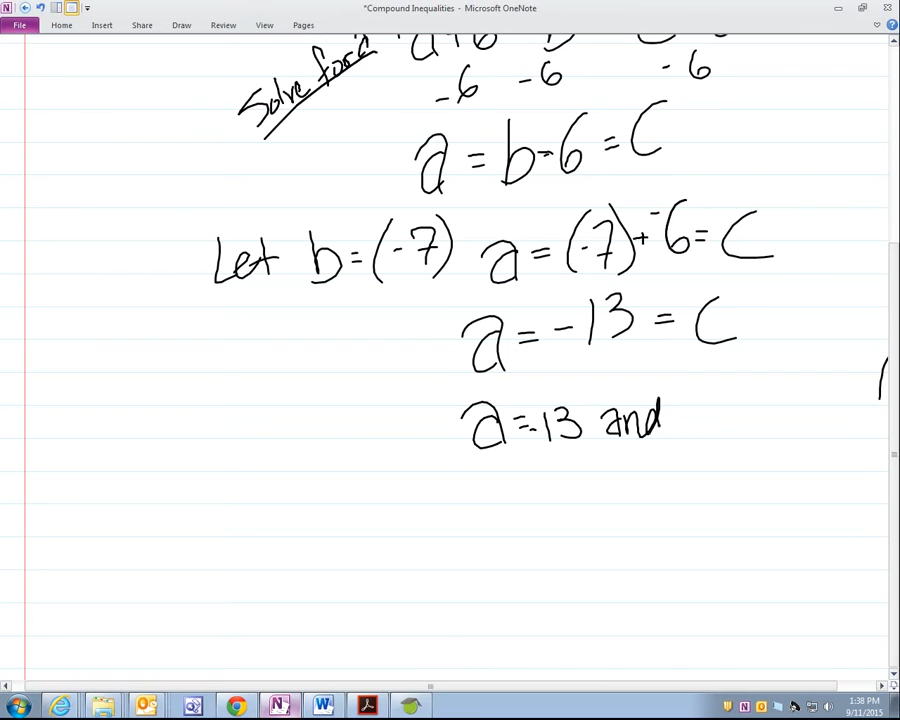 *Compound Inequalities - Microsoft OneNote
File Home Insert Share Draw Review View Pages
Solve for a
-6 -6 -6
a = b-6 = C
Let b = (-7) a = (-7) + -6 = C
a = -13 = C
a = -13 and
1:38 PM
9/11/2015